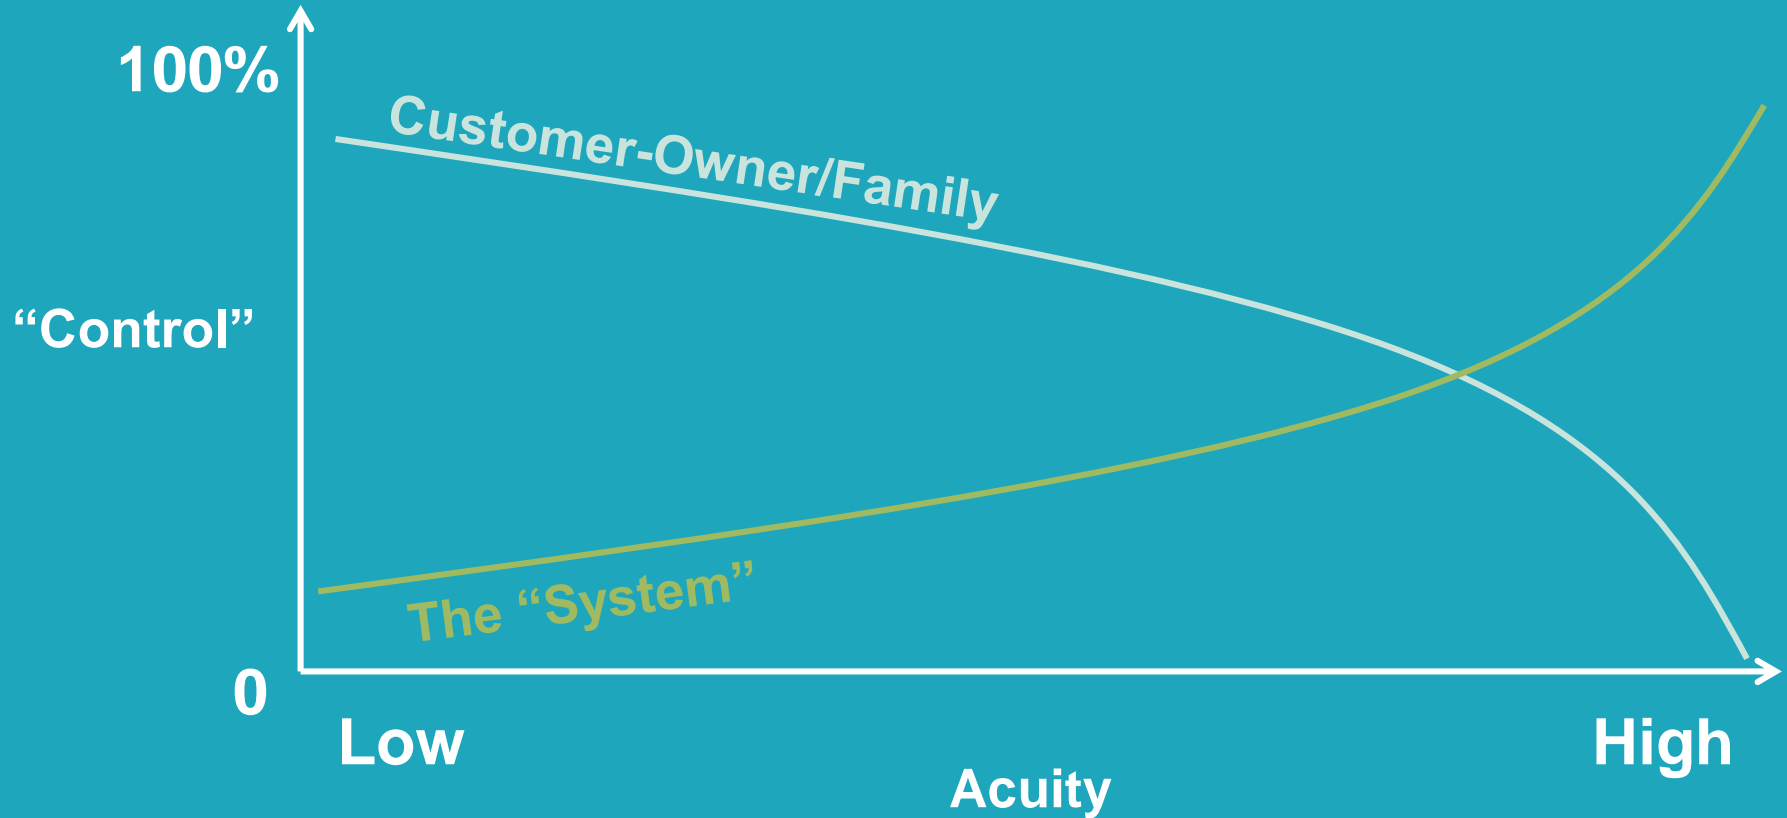 100%
Customer-Owner/Family
“Control”
The “System”
0
Low
High
Acuity